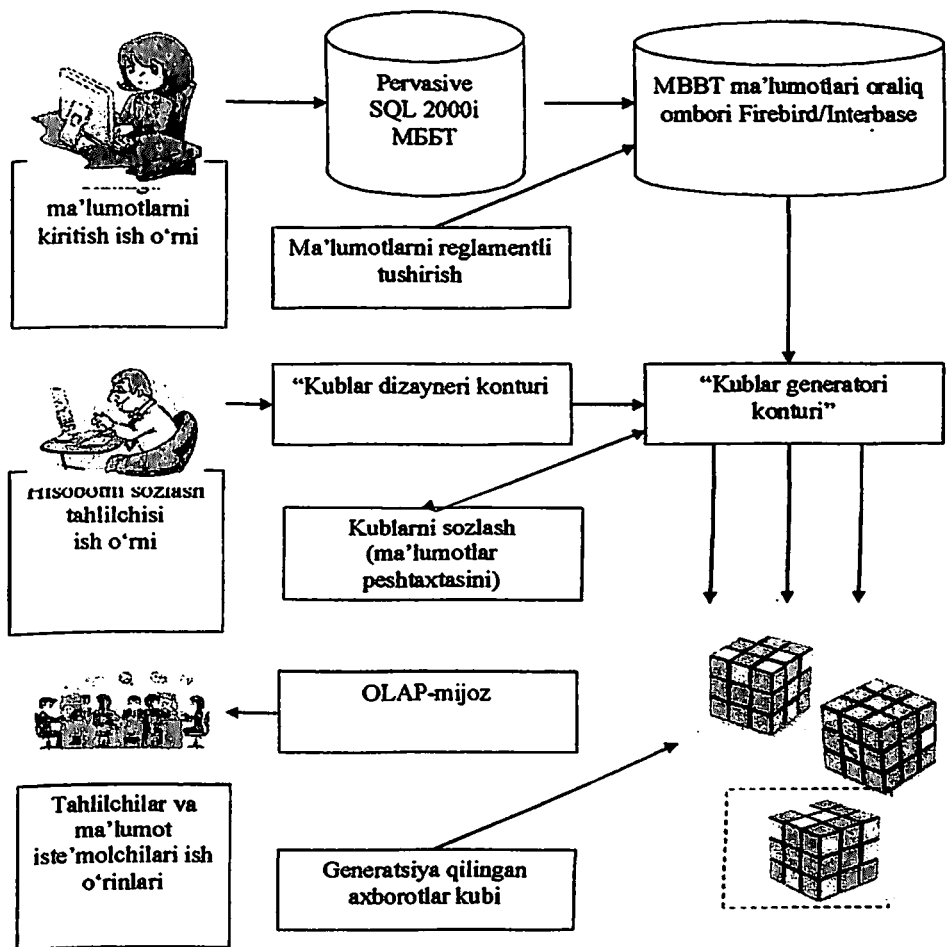 Pervasive
SQL 2000i
МББТ
MBBT ma’lumotlari oraliq
ombori Firebird/Interbase
ma’lumotlarni
kiritish ish o‘rni
Ma’lumotlarni reglamentli
tushirish
“Kublar dizayneri konturi
“Kublar generatori
konturi”
Hisobotni sozlash
tahlilchisi
ish o‘rni
Kublarni sozlash
(ma’lumotlar
peshtaxtasini)
OLAP-mijoz
Tahlilchilar va
ma’lumot
iste’molchilari ish
o‘rinlari
Generatsiya qilingan
axborotlar kubi